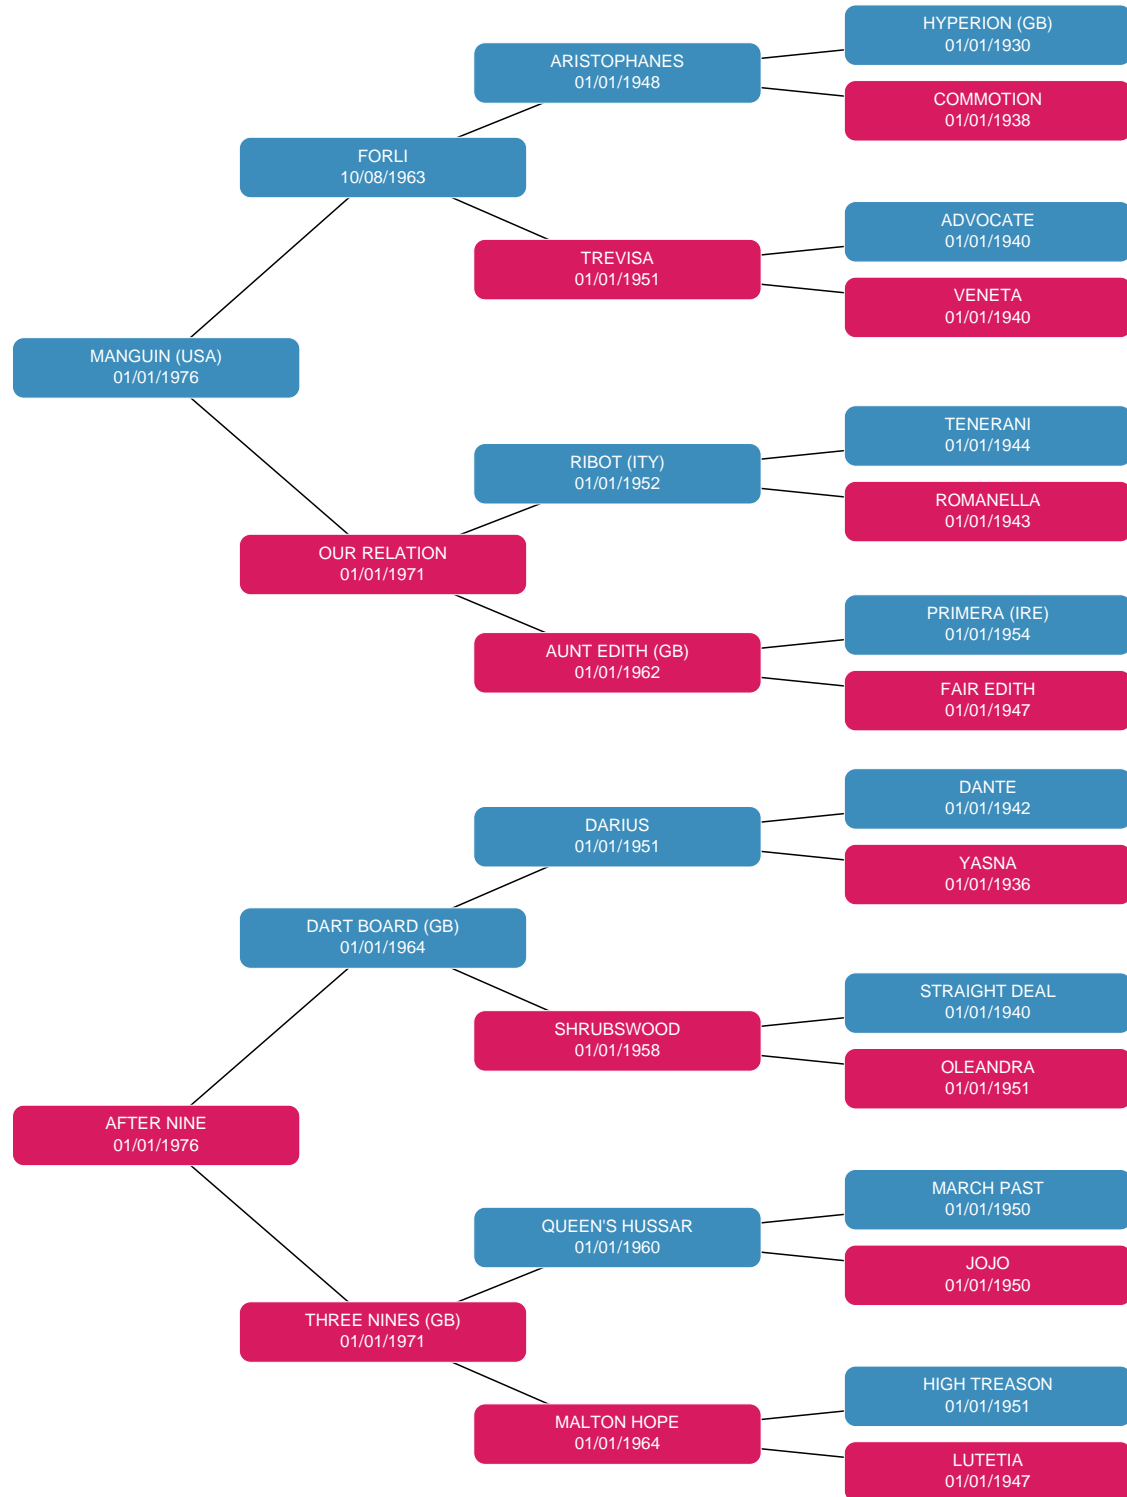 HYPERION (GB)
01/01/1930
ARISTOPHANES
01/01/1948
COMMOTION
01/01/1938
FORLI
10/08/1963
ADVOCATE
01/01/1940
TREVISA
01/01/1951
VENETA
01/01/1940
MANGUIN (USA)
01/01/1976
TENERANI
01/01/1944
RIBOT (ITY)
01/01/1952
ROMANELLA
01/01/1943
OUR RELATION
01/01/1971
PRIMERA (IRE)
01/01/1954
AUNT EDITH (GB)
01/01/1962
FAIR EDITH
01/01/1947
DANTE
01/01/1942
DARIUS
01/01/1951
YASNA
01/01/1936
DART BOARD (GB)
01/01/1964
STRAIGHT DEAL
01/01/1940
SHRUBSWOOD
01/01/1958
OLEANDRA
01/01/1951
AFTER NINE
01/01/1976
MARCH PAST
01/01/1950
QUEEN'S HUSSAR
01/01/1960
JOJO
01/01/1950
THREE NINES (GB)
01/01/1971
HIGH TREASON
01/01/1951
MALTON HOPE
01/01/1964
LUTETIA
01/01/1947